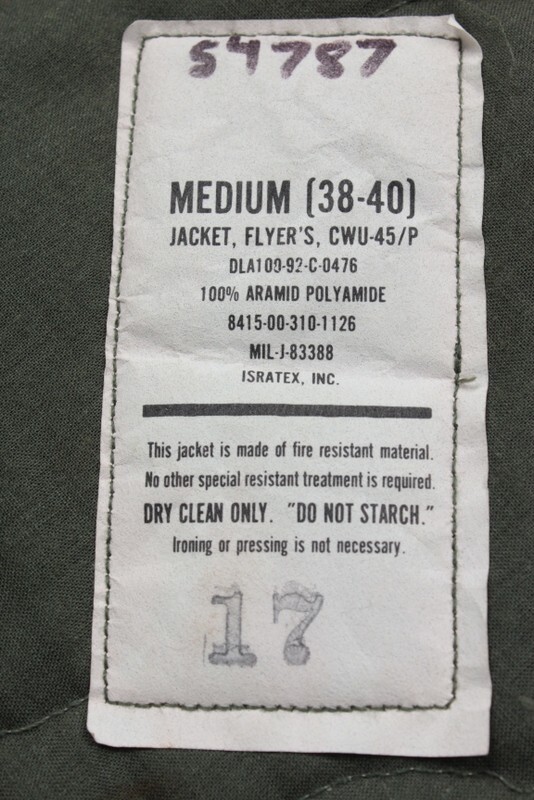 54787
MEDIUM (38-40)
JACKET, FLYER'S, CWU-45/P
DLA100-92-C-0476
100% ARAMID POLYAMIDE
8415-00-310-1126
MIL-J-83388
ISRATEX, INC.
This jacket is made of fire resistant material.
No other special resistant treatment is required.
DRY CLEAN ONLY. "DO NOT STARCH."
Ironing or pressing is not necessary.
17